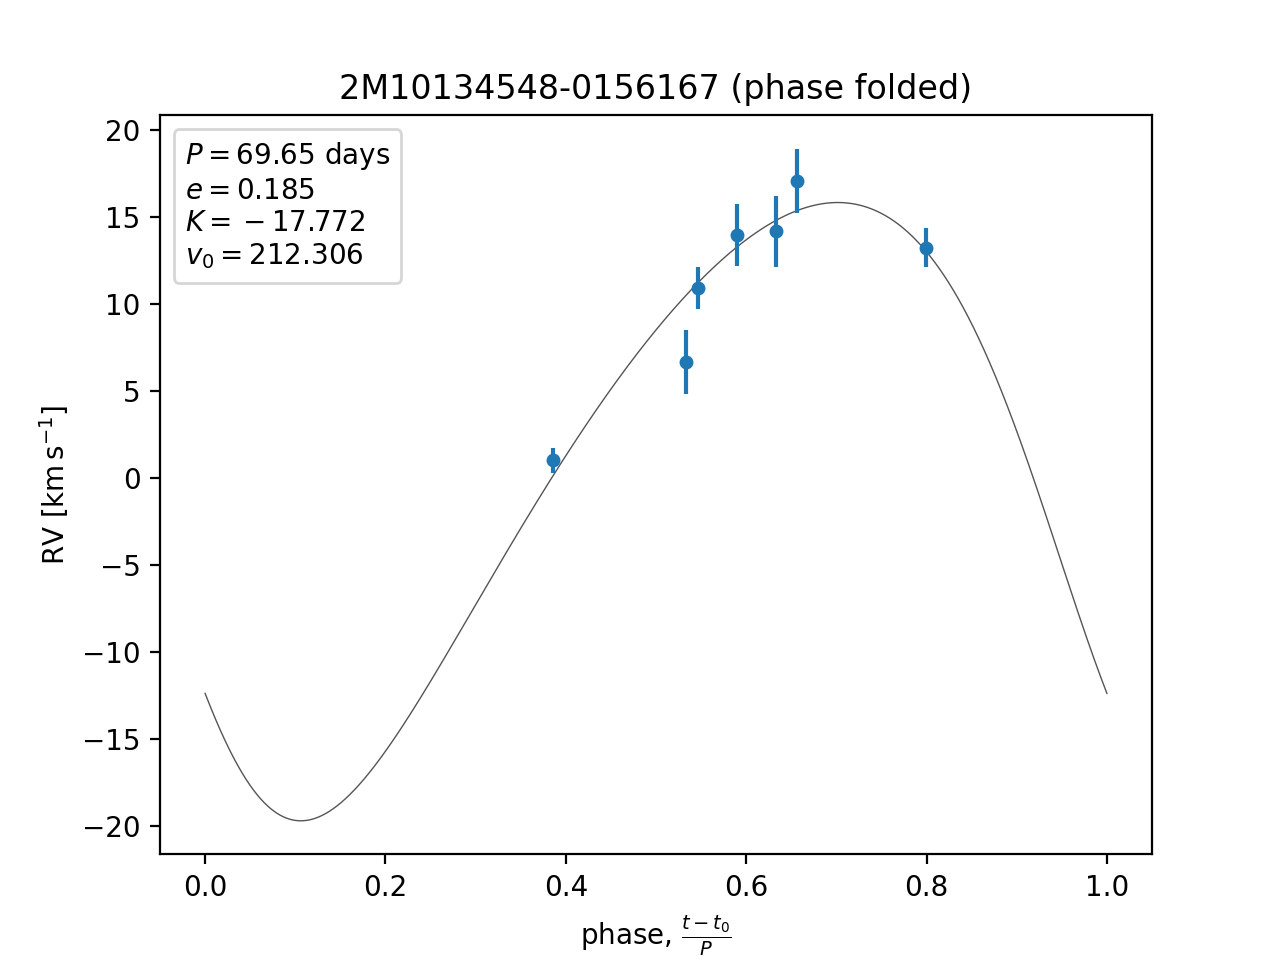 2M10134548-0156167 (phase folded)
P = 69.65 days
e = 0.185
K = −17.772
v₀ = 212.306
20
15
10
5
0
−5
−10
−15
−20
RV [km s⁻¹]
0.0 0.2 0.4 0.6 0.8 1.0
phase, (t − t₀)/P